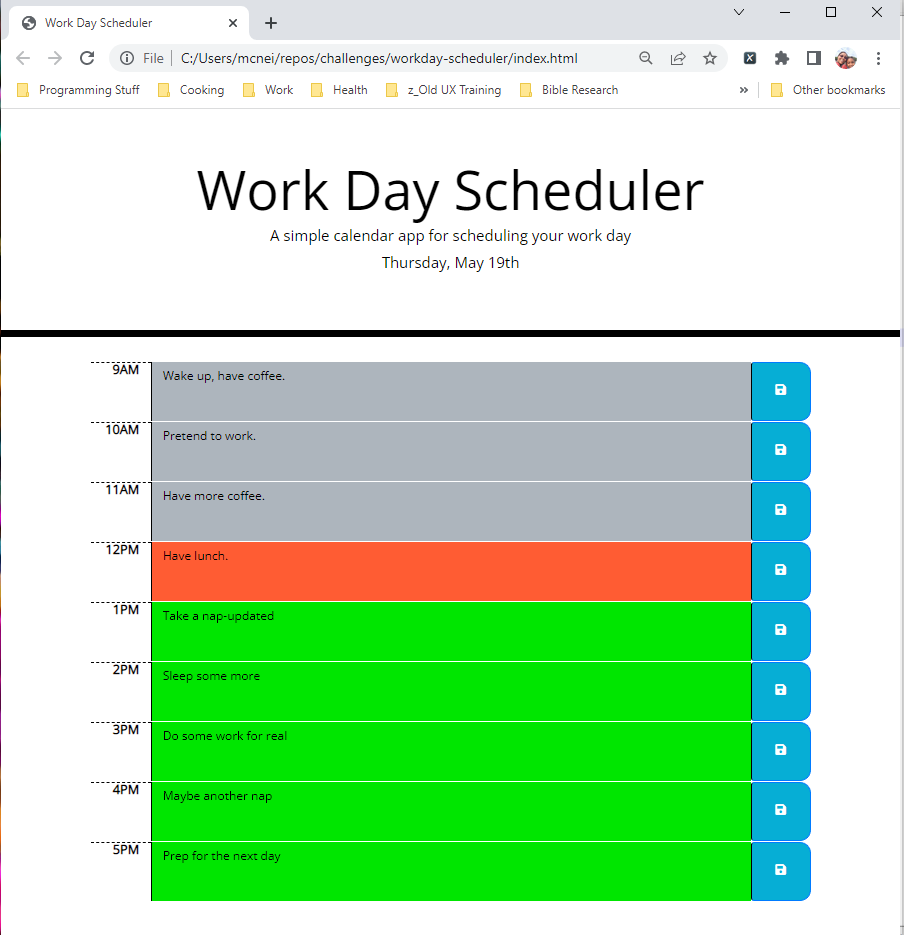 Work Day Scheduler
File C:/Users/mcnei/repos/challenges/workday-scheduler/index.html
Programming Stuff Cooking Work Health z_Old UX Training Bible Research » Other bookmarks
Work Day Scheduler
A simple calendar app for scheduling your work day
Thursday, May 19th
9AM Wake up, have coffee.
10AM Pretend to work.
11AM Have more coffee.
12PM Have lunch.
1PM Take a nap-updated
2PM Sleep some more
3PM Do some work for real
4PM Maybe another nap
5PM Prep for the next day